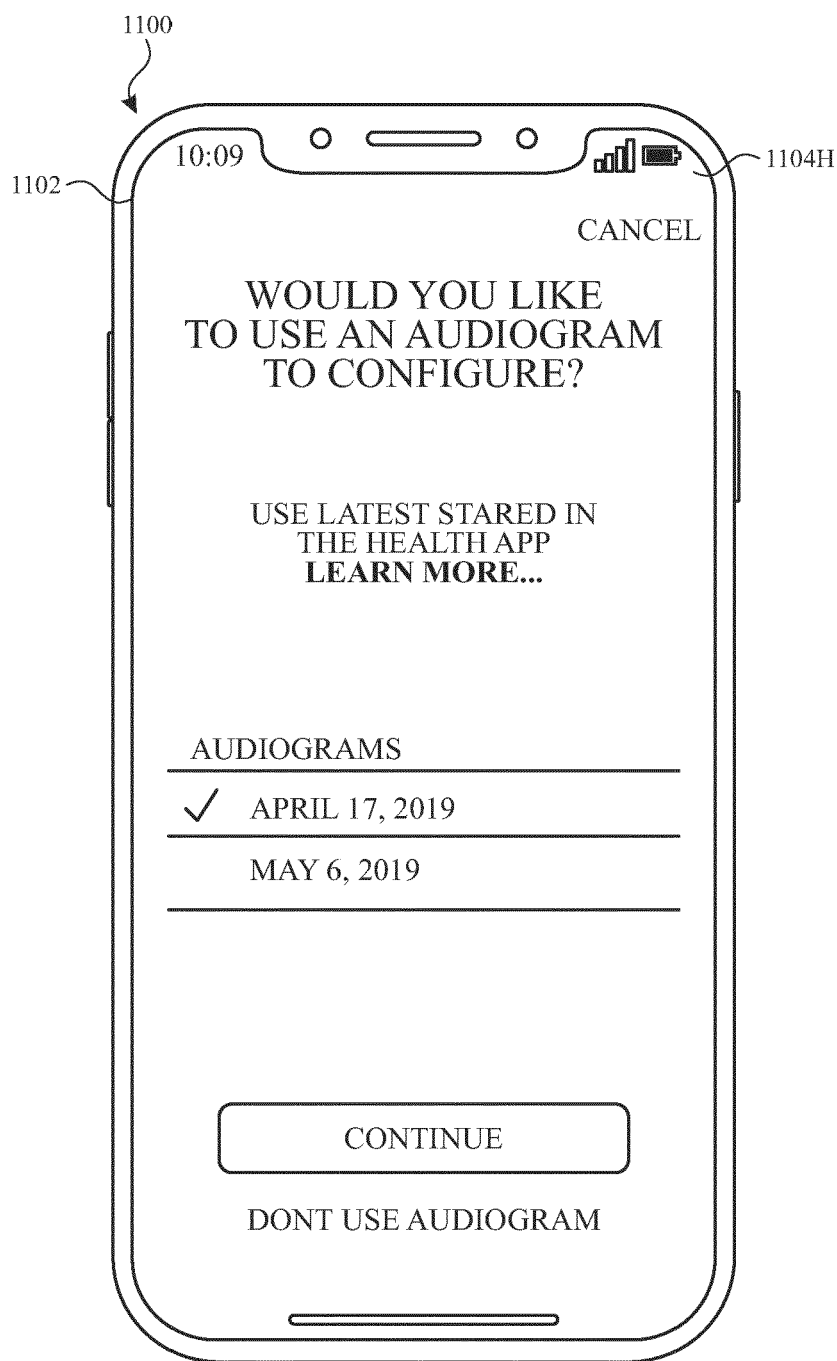 1100
10:09
1102
1104H
CANCEL
WOULD YOU LIKE
TO USE AN AUDIOGRAM
TO CONFIGURE?
USE LATEST STARED IN
THE HEALTH APP
LEARN MORE...
AUDIOGRAMS
APRIL 17, 2019
MAY 6, 2019
CONTINUE
DONT USE AUDIOGRAM